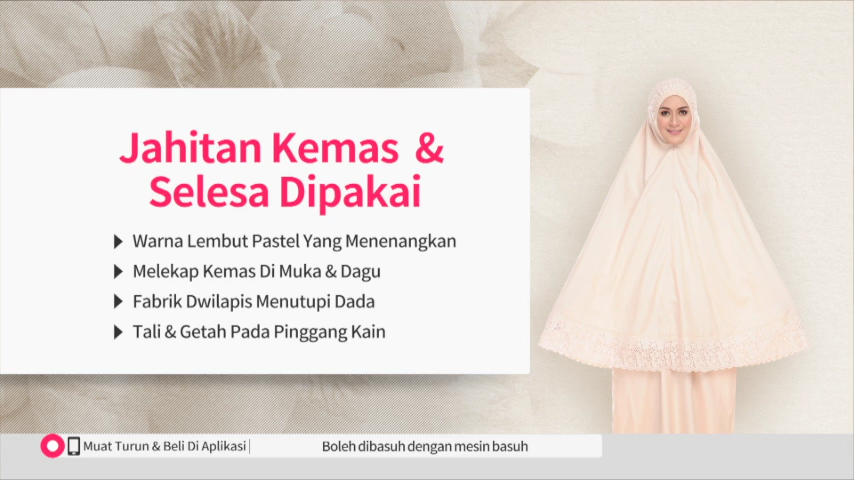 Jahitan Kemas &
Selesa Dipakai
Warna Lembut Pastel Yang Menenangkan
Melekap Kemas Di Muka & Dagu
Fabrik Dwilapis Menutupi Dada
Tali & Getah Pada Pinggang Kain
Muat Turun & Beli Di Aplikasi
Boleh dibasuh dengan mesin basuh